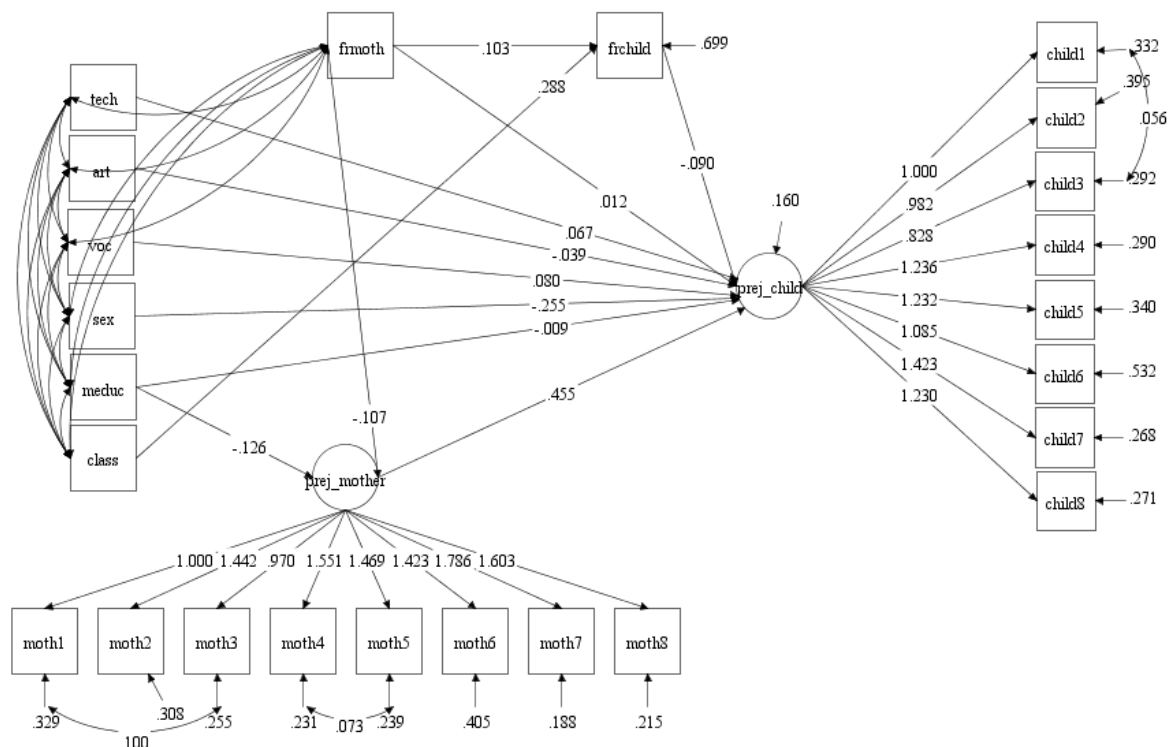 frmoth
.103
frchild
.699
.288
tech
art
voc
sex
meduc
class
-.090
.012
.067
-.039
.080
-.255
-.009
.455
-.107
-.126
.160
prej_child
prej_mother
1.000
.982
.828
1.236
1.232
1.085
1.423
1.230
child1
.332
child2
.395
.056
child3
.292
child4
.290
child5
.340
child6
.532
child7
.268
child8
.271
1.000 1.442 .970 1.551 1.469 1.423 1.786 1.603
moth1 moth2 moth3 moth4 moth5 moth6 moth7 moth8
.329 .308 .255 .231 .073 .239 .405 .188 .215
.100